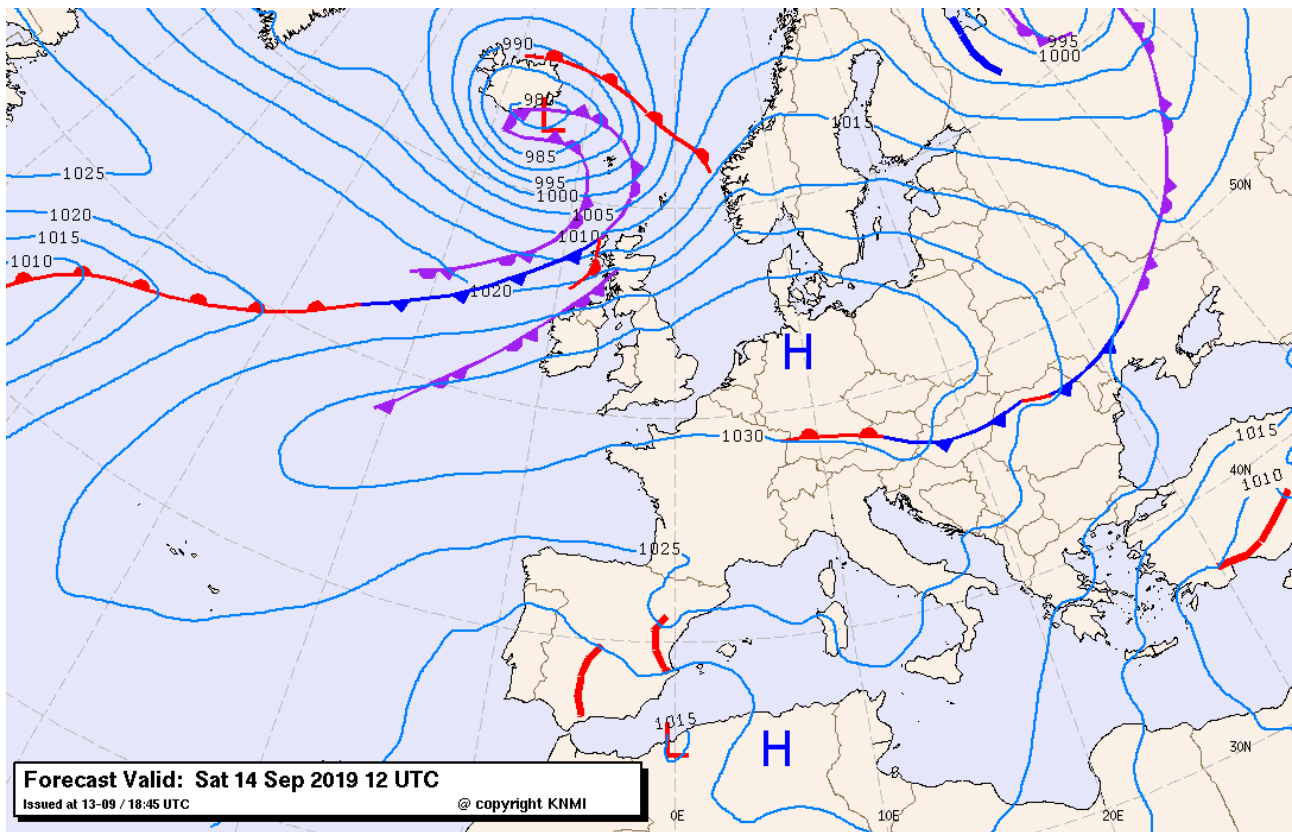 990
995
1000
980
1015
985
1025
995
1000
50N
1020
1005
1015
1010
1010
1020
H
1030
1015
40N
1010
1025
1015
H
L
L
30N
Forecast Valid: Sat 14 Sep 2019 12 UTC
Issued at 13-09 / 18:45 UTC @ copyright KNMI
0E
10E
20E